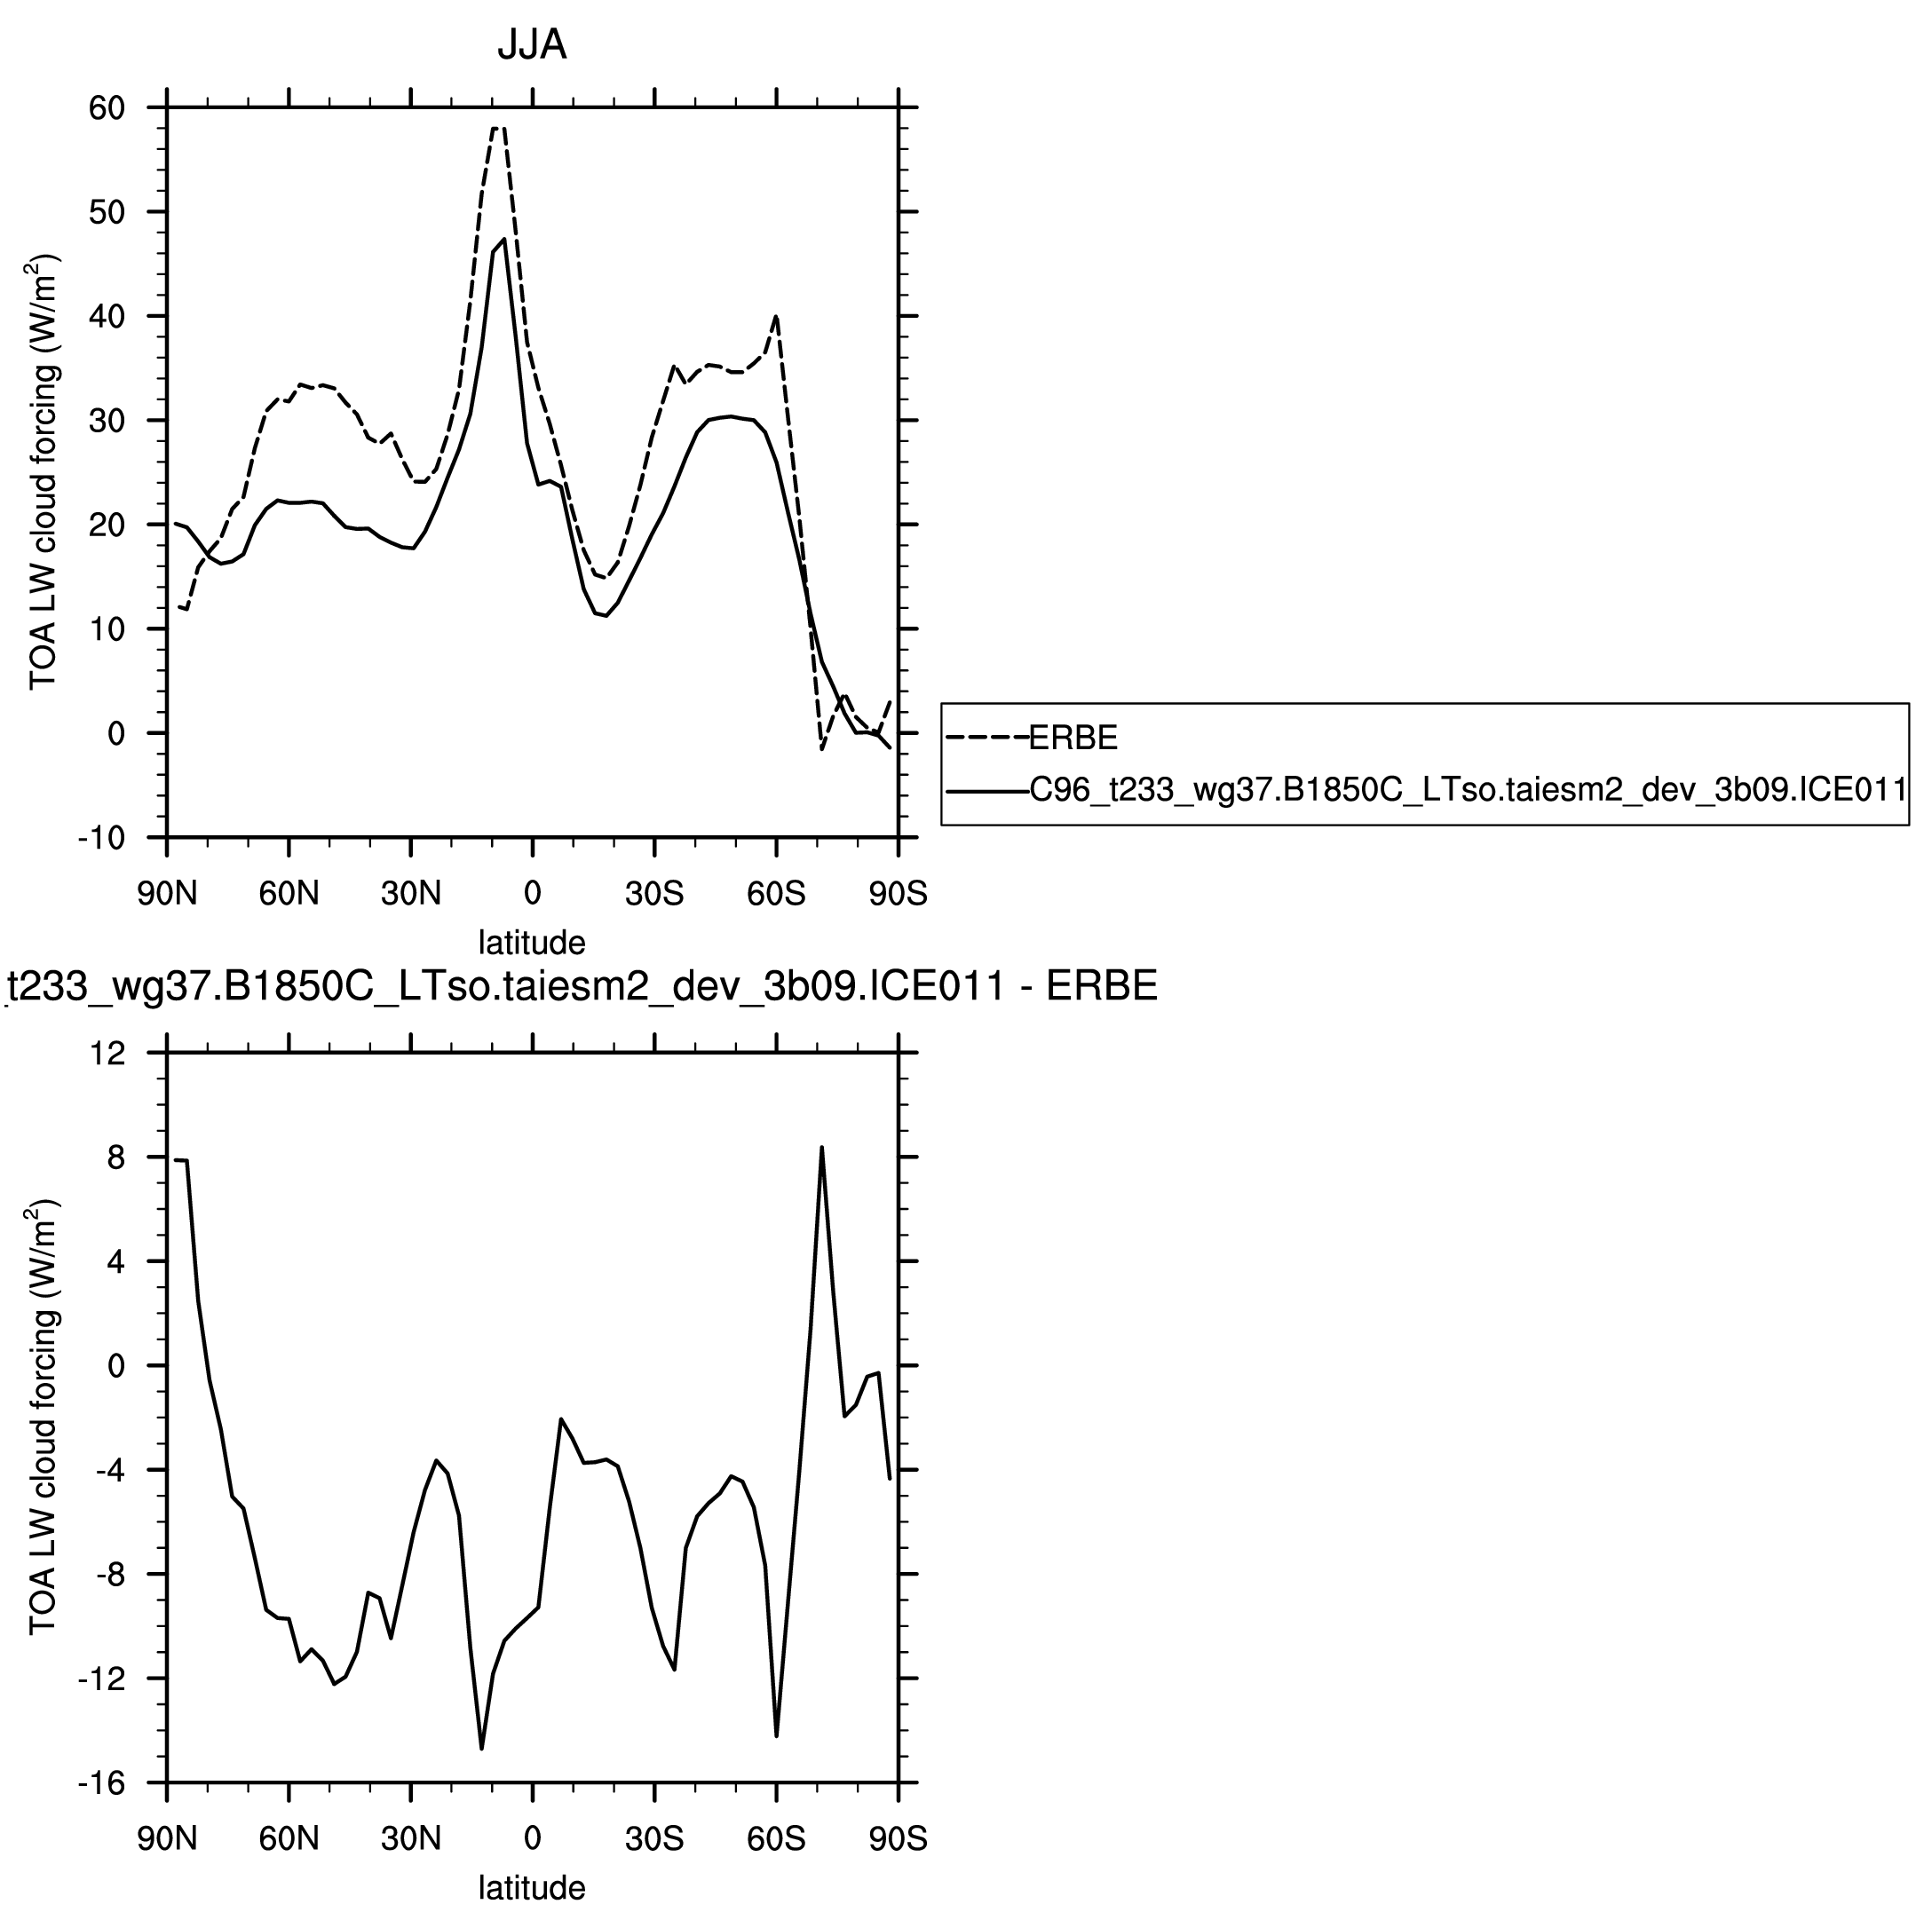 JJA
60
50
40
30
20
10
0
-10
TOA LW cloud forcing (W/m²)
90N 60N 30N 0 30S 60S 90S
latitude
ERBE
C96_t233_wg37.B1850C_LTso.taiesm2_dev_3b09.ICE011
_t233_wg37.B1850C_LTso.taiesm2_dev_3b09.ICE011 - ERBE
12
8
4
0
-4
-8
-12
-16
TOA LW cloud forcing (W/m²)
90N 60N 30N 0 30S 60S 90S
latitude